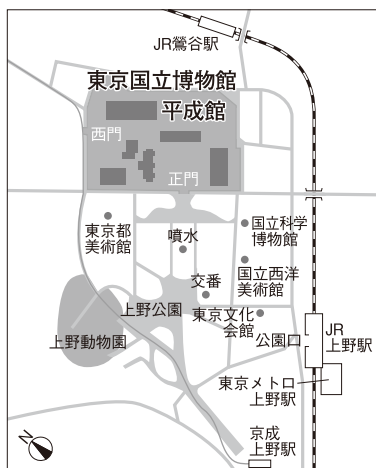 JR鶯谷駅
東京国立博物館
平成館
西門
正門
東京都
美術館
噴水
国立科学
博物館
国立西洋
美術館
交番
上野公園
東京文化
会館
公園口
JR
上野駅
上野動物園
東京メトロ
上野駅
京成
上野駅
N